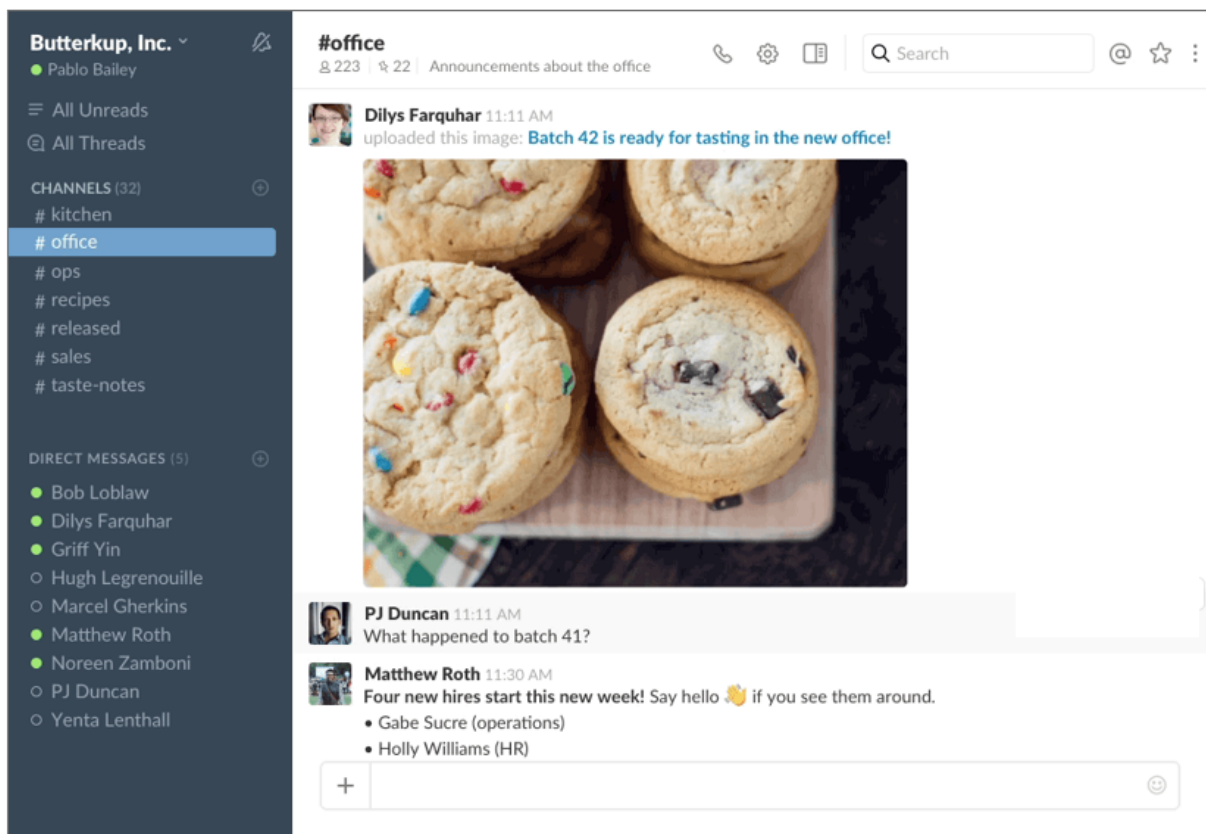 Butterkup, Inc.
Pablo Bailey
All Unreads
All Threads
CHANNELS (32)
# kitchen
# office
# ops
# recipes
# released
# sales
# taste-notes
DIRECT MESSAGES (5)
Bob Loblaw
Dilys Farquhar
Griff Yin
Hugh Legrenouille
Marcel Gherkins
Matthew Roth
Noreen Zamboni
PJ Duncan
Yenta Lenthall
#office
223 | 22 | Announcements about the office
Search
Dilys Farquhar 11:11 AM
uploaded this image: Batch 42 is ready for tasting in the new office!
PJ Duncan 11:11 AM
What happened to batch 41?
Matthew Roth 11:30 AM
Four new hires start this new week! Say hello 👋 if you see them around.
• Gabe Sucre (operations)
• Holly Williams (HR)